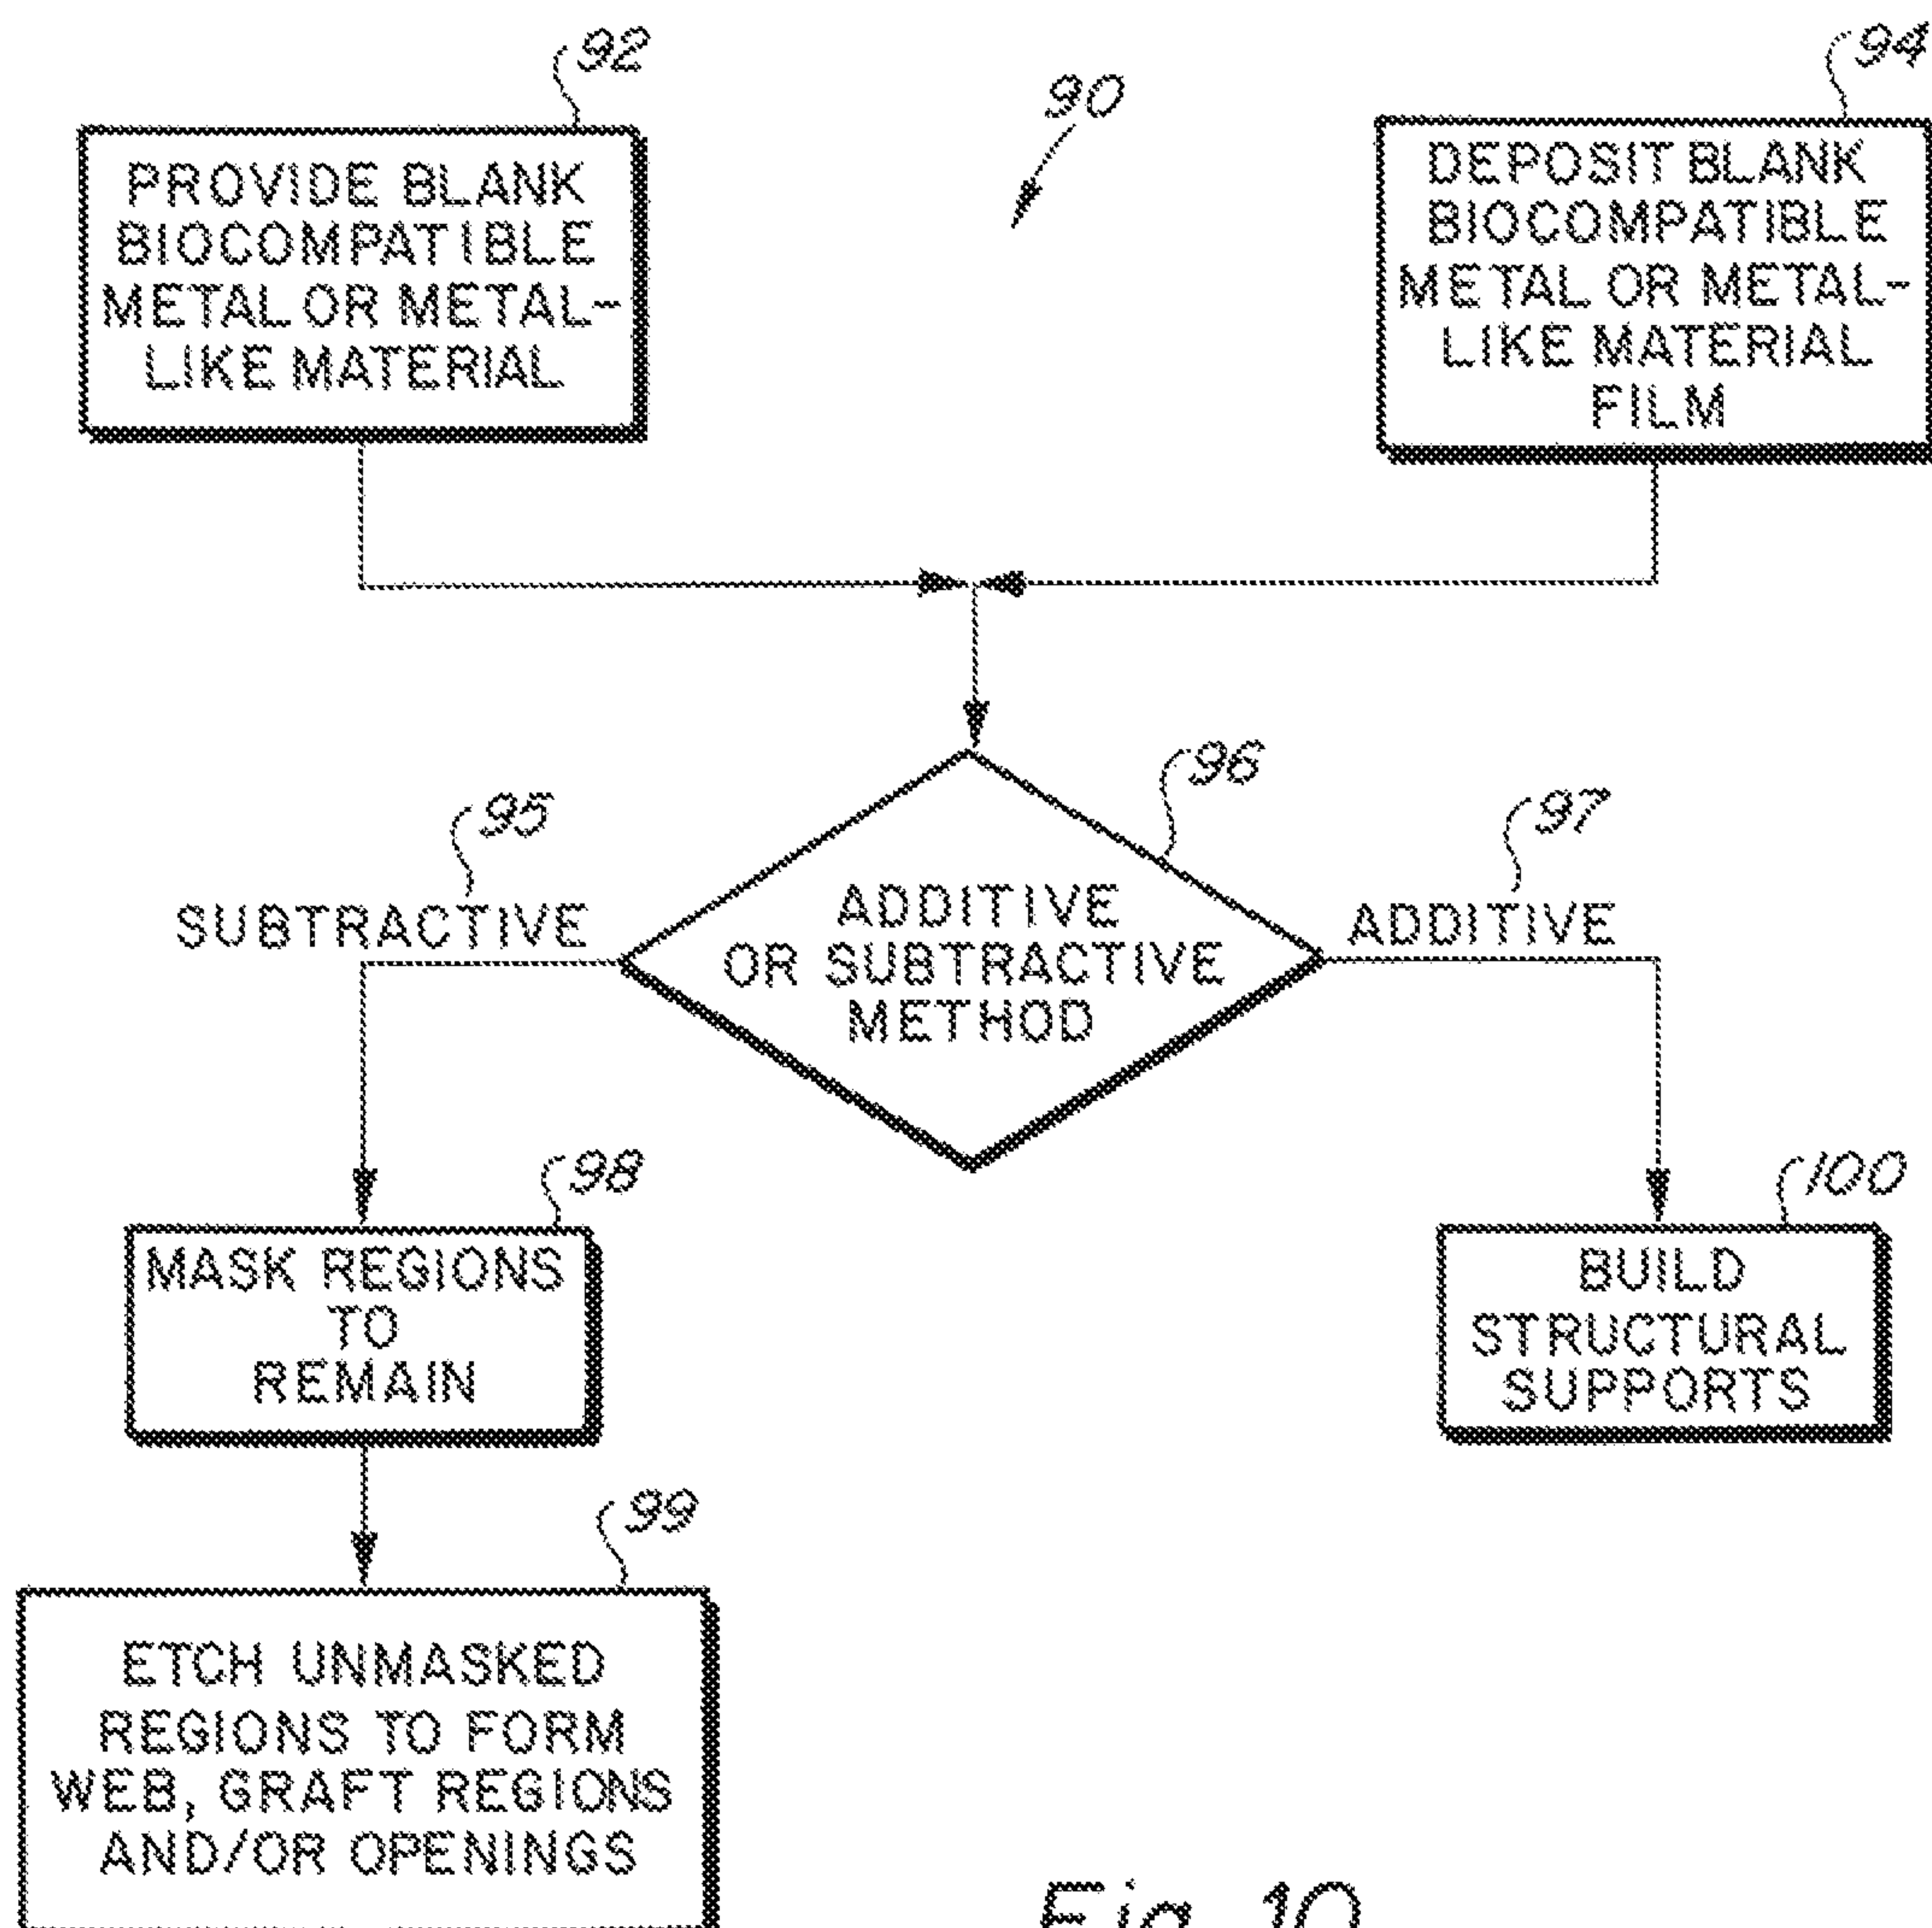 92
90
94
PROVIDE BLANK
BIOCOMPATIBLE
METAL OR METAL-
LIKE MATERIAL
DEPOSIT BLANK
BIOCOMPATIBLE
METAL OR METAL-
LIKE MATERIAL
FILM
96
95
97
SUBTRACTIVE
ADDITIVE
OR SUBTRACTIVE
METHOD
ADDITIVE
98
MASK REGIONS
TO
REMAIN
100
BUILD
STRUCTURAL
SUPPORTS
99
ETCH UNMASKED
REGIONS TO FORM
WEB, GRAFT REGIONS
AND/OR OPENINGS
Fig. 10